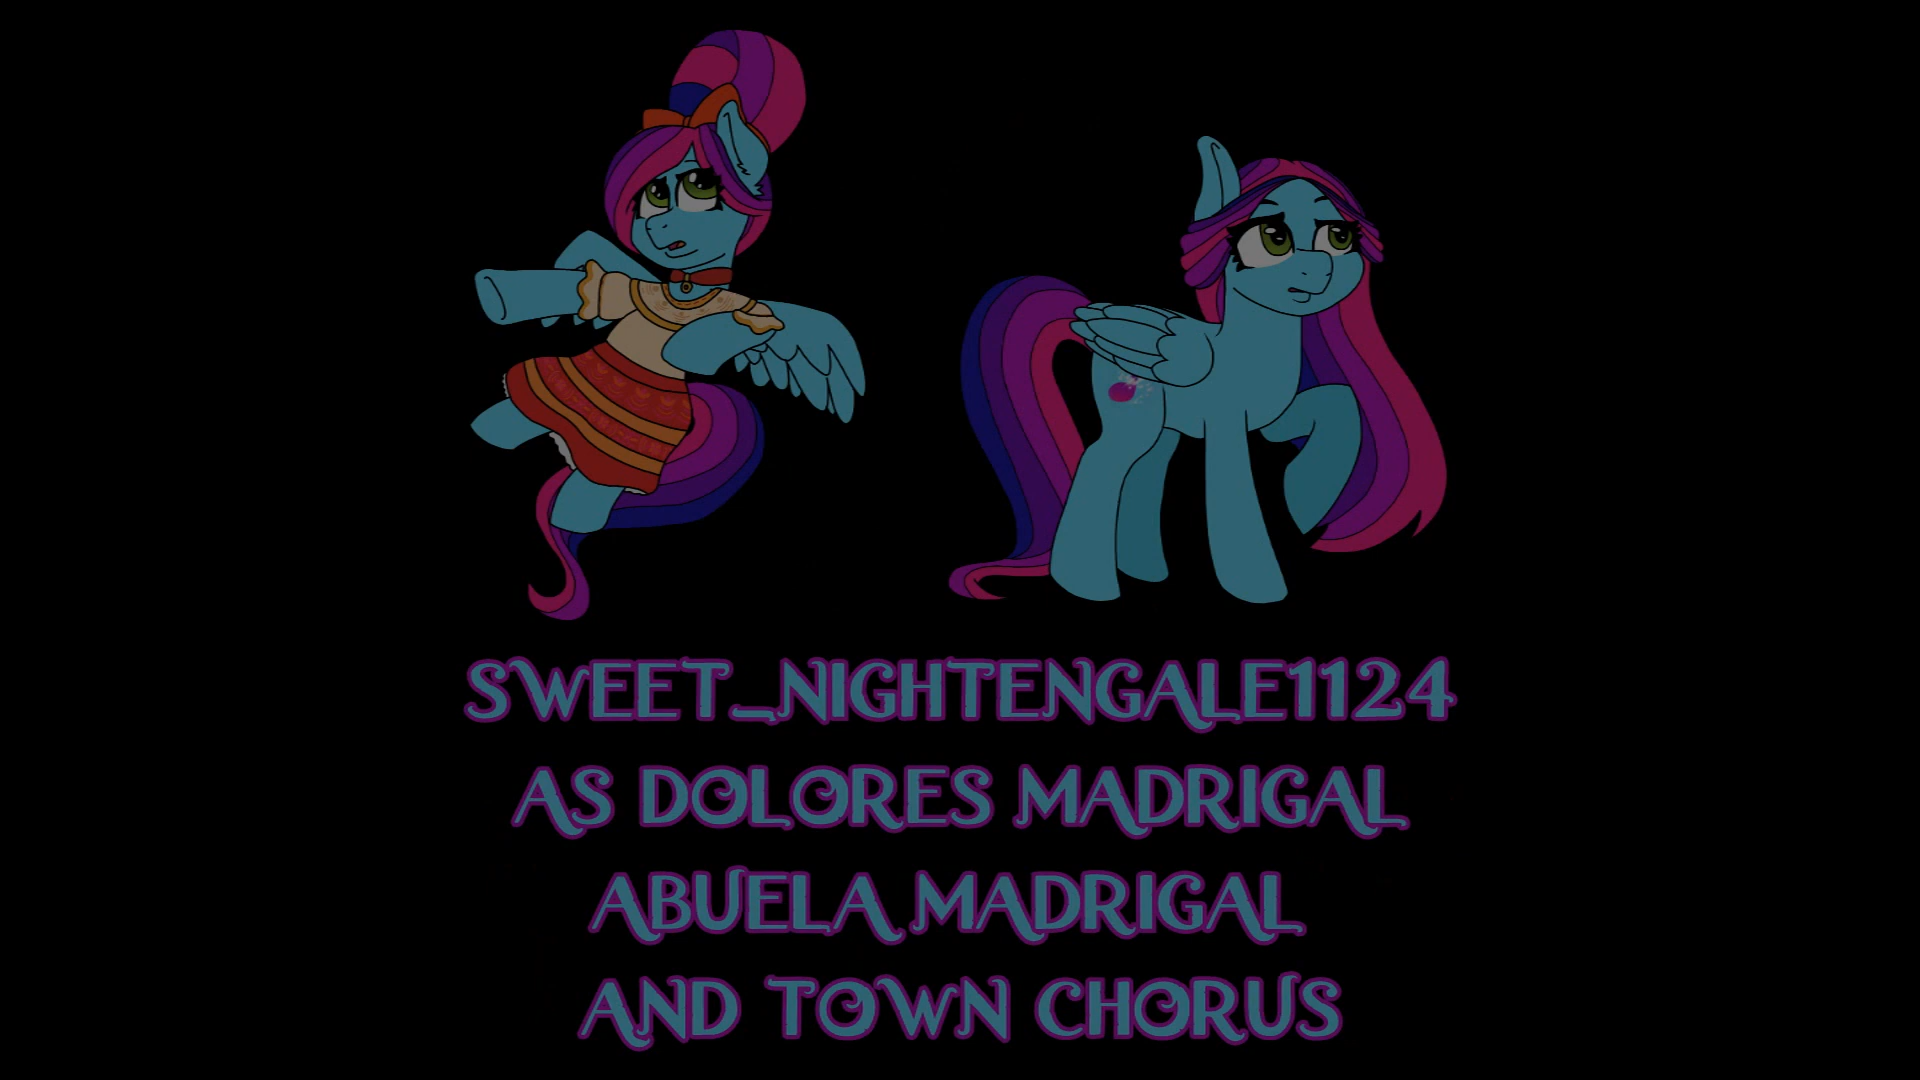 SWEET_NIGHTENGALE1124
AS DOLORES MADRIGAL
ABUELA MADRIGAL
AND TOWN CHORUS